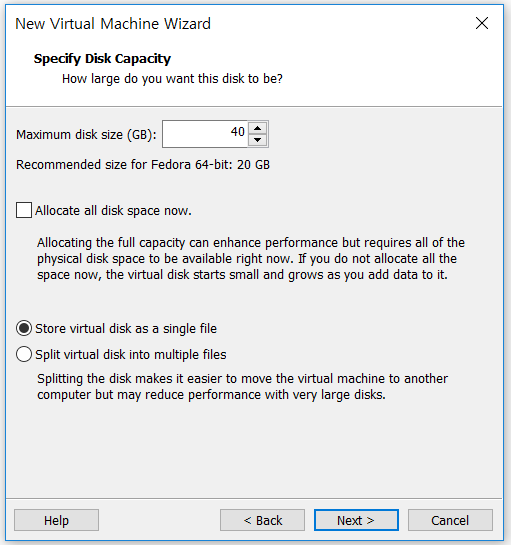 New Virtual Machine Wizard
Specify Disk Capacity
How large do you want this disk to be?
Maximum disk size (GB): 40
Recommended size for Fedora 64-bit: 20 GB
Allocate all disk space now.
Allocating the full capacity can enhance performance but requires all of the
physical disk space to be available right now. If you do not allocate all the
space now, the virtual disk starts small and grows as you add data to it.
Store virtual disk as a single file
Split virtual disk into multiple files
Splitting the disk makes it easier to move the virtual machine to another
computer but may reduce performance with very large disks.
Help < Back Next > Cancel